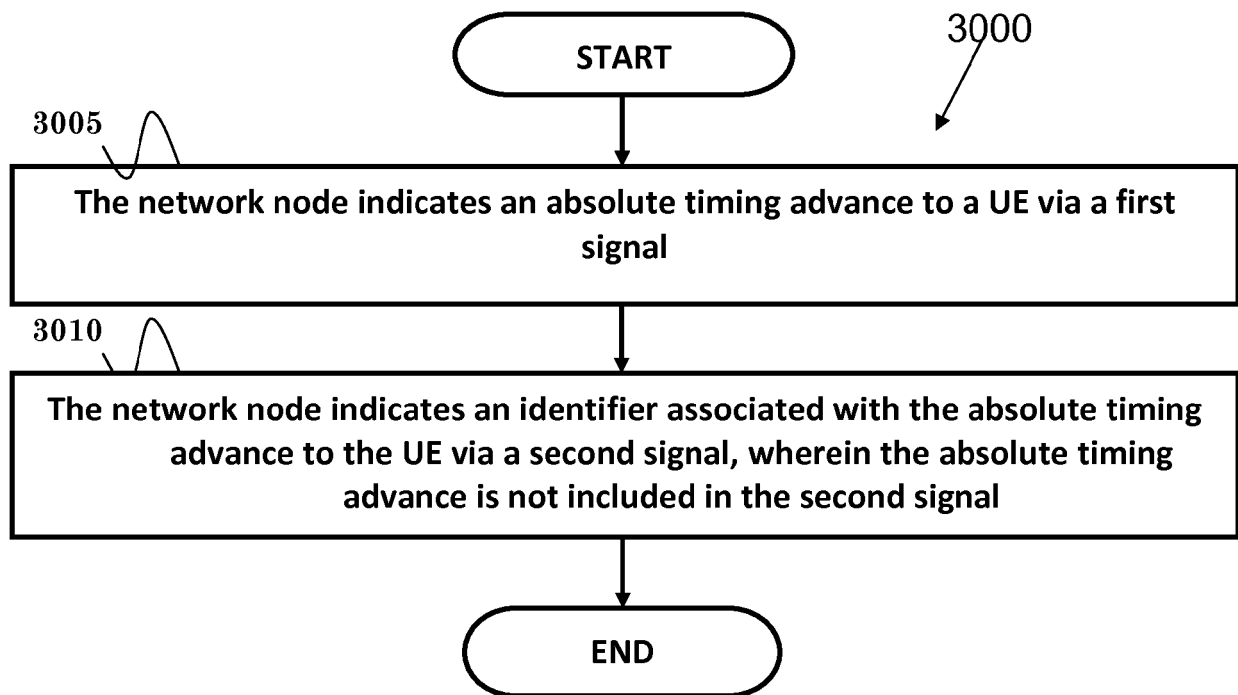 START
3000
3005
The network node indicates an absolute timing advance to a UE via a first
signal
3010
The network node indicates an identifier associated with the absolute timing
advance to the UE via a second signal, wherein the absolute timing
advance is not included in the second signal
END